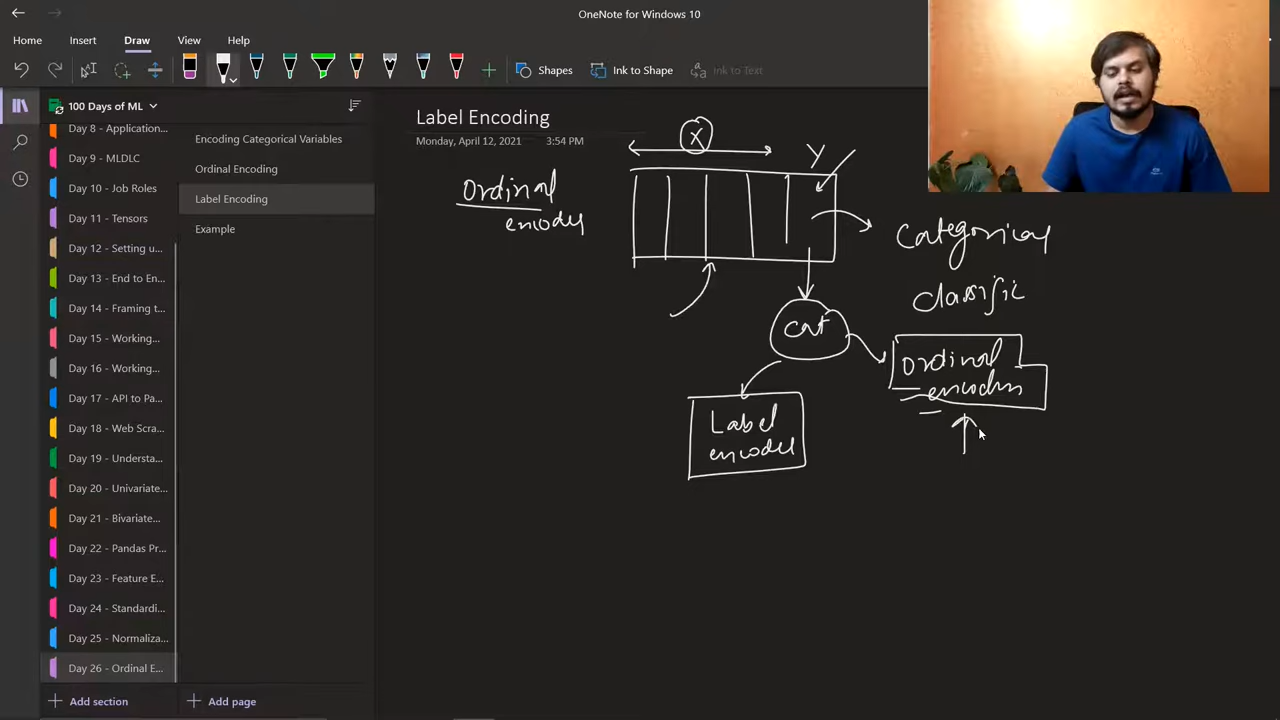 OneNote for Windows 10
Home
Insert
Draw
View
Help
Shapes
Ink to Shape
Ink to Text
100 Days of ML
Day 8 - Application...
Day 9 - MLDLC
Day 10 - Job Roles
Day 11 - Tensors
Day 12 - Setting u...
Day 13 - End to En...
Day 14 - Framing t...
Day 15 - Working...
Day 16 - Working...
Day 17 - API to Pa...
Day 18 - Web Scra...
Day 19 - Understa...
Day 20 - Univariate...
Day 21 - Bivariate...
Day 22 - Pandas Pr...
Day 23 - Feature E...
Day 24 - Standardi...
Day 25 - Normaliza...
Day 26 - Ordinal E...
Add section
Encoding Categorical Variables
Ordinal Encoding
Label Encoding
Example
Add page
Label Encoding
Monday, April 12, 2021
3:54 PM
X
Y
Ordinal
encoder
Categorical
classific
cat
Ordinal
encoder
Label
encoder